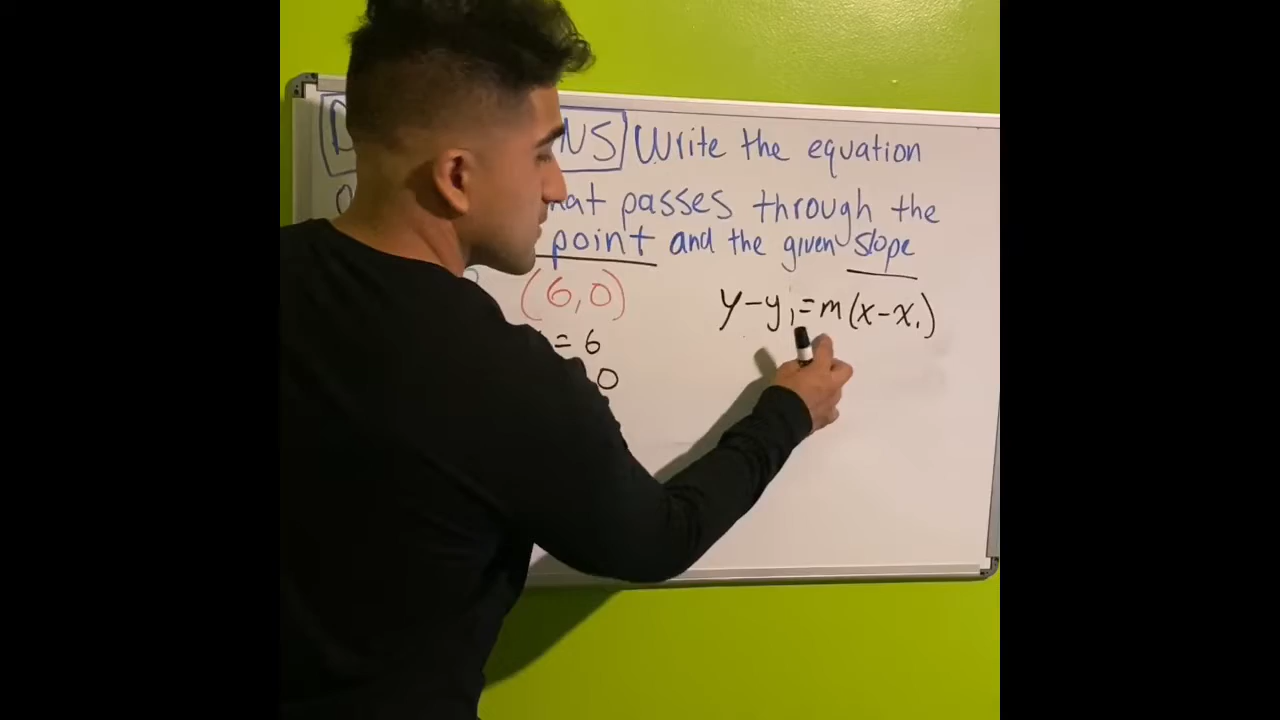 NS Write the equation
hat passes through the
point and the given slope
(6,0)
= 6
0
y-y₁=m(x-x₁)